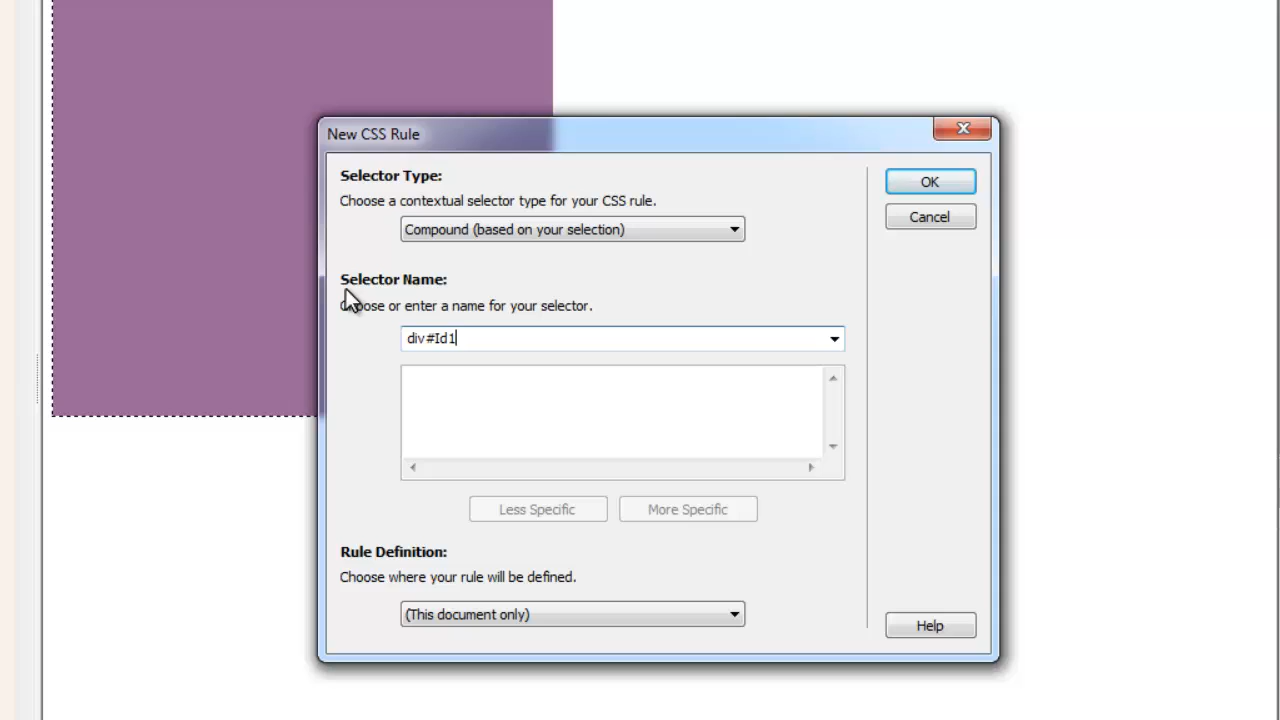 New CSS Rule
Selector Type:
Choose a contextual selector type for your CSS rule.
Compound (based on your selection)
Selector Name:
Choose or enter a name for your selector.
div#Id1
Less Specific
More Specific
Rule Definition:
Choose where your rule will be defined.
(This document only)
OK
Cancel
Help